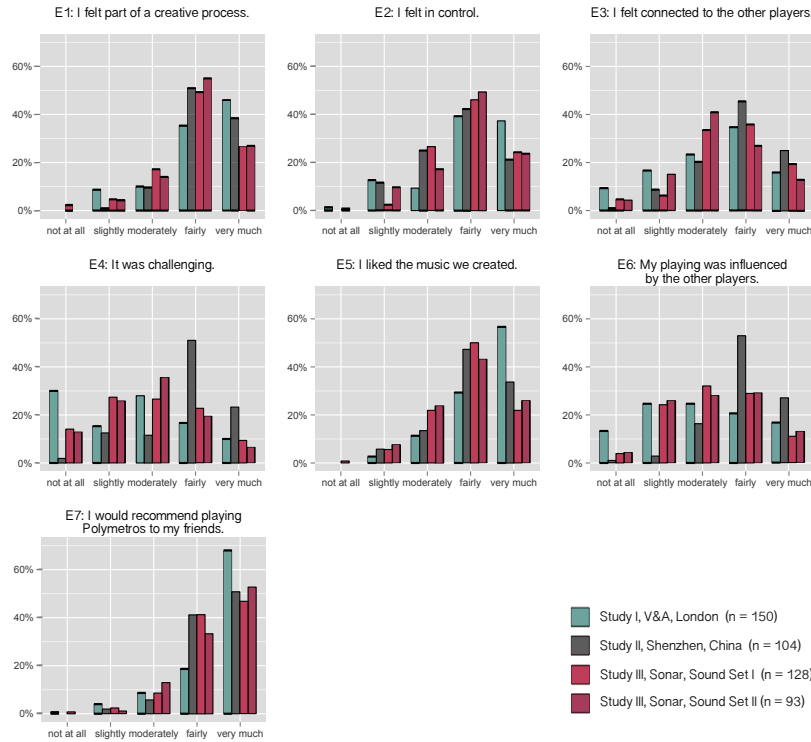 E1: I felt part of a creative process.
E2: I felt in control.
E3: I felt connected to the other players.
60%
40%
20%
0%
not at all slightly moderately fairly very much
60%
40%
20%
0%
not at all slightly moderately fairly very much
60%
40%
20%
0%
not at all slightly moderately fairly very much
E4: It was challenging.
E5: I liked the music we created.
E6: My playing was influenced
by the other players.
60%
40%
20%
0%
not at all slightly moderately fairly very much
60%
40%
20%
0%
not at all slightly moderately fairly very much
60%
40%
20%
0%
not at all slightly moderately fairly very much
E7: I would recommend playing
Polymetros to my friends.
60%
40%
20%
0%
not at all slightly moderately fairly very much
Study I, V&A, London (n = 150)
Study II, Shenzhen, China (n = 104)
Study III, Sonar, Sound Set I (n = 128)
Study III, Sonar, Sound Set II (n = 93)